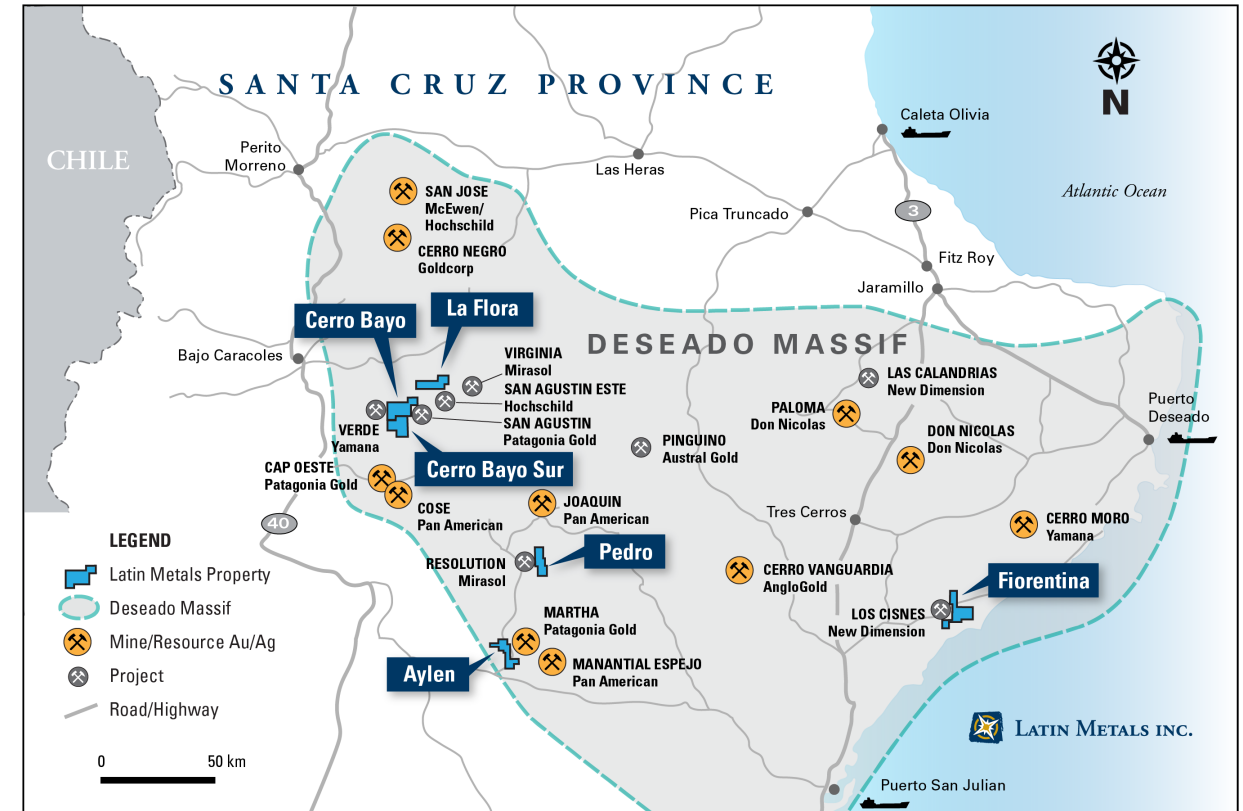 SANTA CRUZ PROVINCE
N
CHILE
Caleta Olivia
Perito
Morreno
Las Heras
Atlantic Ocean
SAN JOSE
McEwen/
Hochschild
Pica Truncado
3
CERRO NEGRO
Goldcorp
Fitz Roy
Jaramillo
La Flora
Cerro Bayo
DESEADO MASSIF
Bajo Caracoles
VIRGINIA
Mirasol
SAN AGUSTIN ESTE
Hochschild
SAN AGUSTIN
Patagonia Gold
LAS CALANDRIAS
New Dimension
Puerto
Deseado
PALOMA
Don Nicolas
VERDE
Yamana
DON NICOLAS
Don Nicolas
PINGUINO
Austral Gold
Cerro Bayo Sur
CAP OESTE
Patagonia Gold
COSE
Pan American
JOAQUIN
Pan American
Tres Cerros
CERRO MORO
Yamana
40
LEGEND
Latin Metals Property
Deseado Massif
Mine/Resource Au/Ag
Project
Road/Highway
0 50 km
Pedro
RESOLUTION
Mirasol
CERRO VANGUARDIA
AngloGold
Fiorentina
LOS CISNES
New Dimension
MARTHA
Patagonia Gold
Aylen
MANANTIAL ESPEJO
Pan American
LATIN METALS INC.
Puerto San Julian